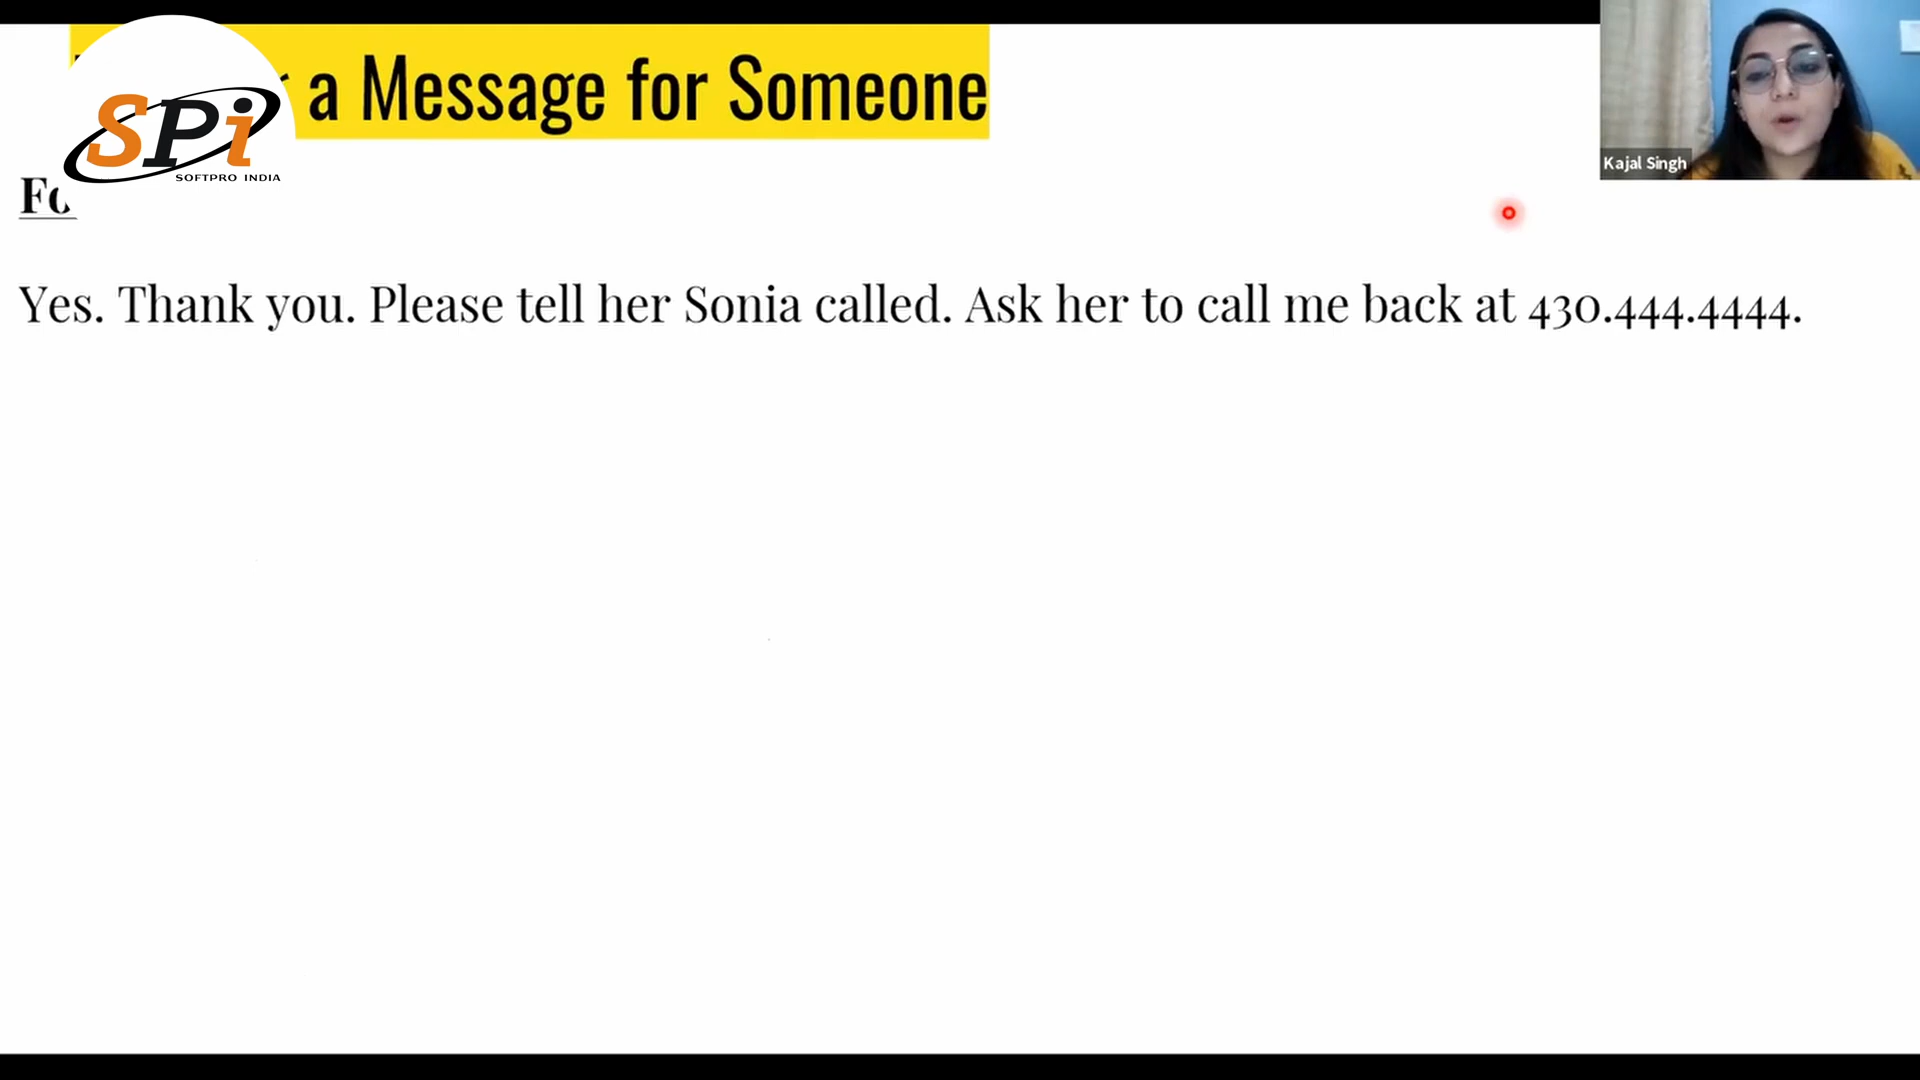 a Message for Someone
SPi
SOFTPRO INDIA
Kajal Singh
Yes. Thank you. Please tell her Sonia called. Ask her to call me back at 430.444.4444.